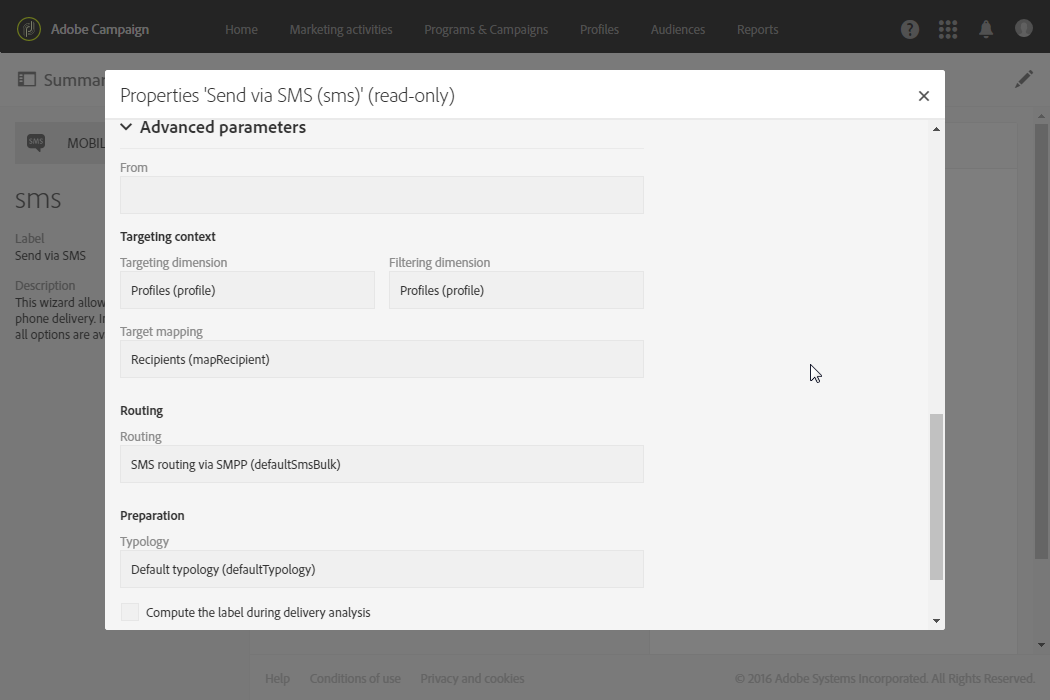 Adobe Campaign
Home
Marketing activities
Programs & Campaigns
Profiles
Audiences
Reports
?
Summar
Properties 'Send via SMS (sms)' (read-only)
SMS
MOBIL
sms
Label
Send via SMS
Description
This wizard allow
phone delivery. I
all options are av
Advanced parameters
From
Targeting context
Targeting dimension
Filtering dimension
Profiles (profile)
Profiles (profile)
Target mapping
Recipients (mapRecipient)
Routing
Routing
SMS routing via SMPP (defaultSmsBulk)
Preparation
Typology
Default typology (defaultTypology)
Compute the label during delivery analysis
Help
Conditions of use
Privacy and cookies
© 2016 Adobe Systems Incorporated. All Rights Reserved.